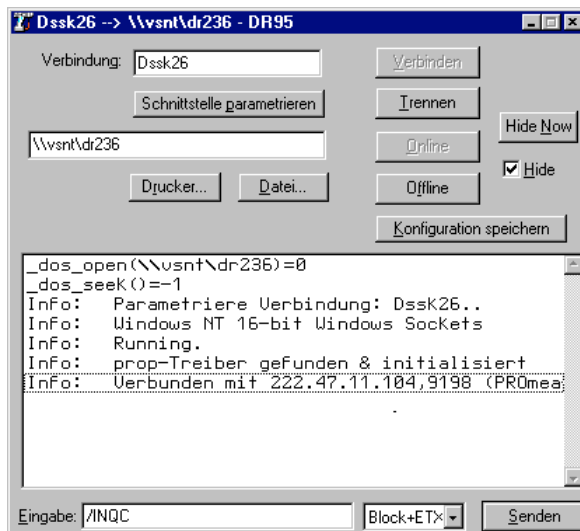 Dssk26 --> \\vsnt\dr236 - DR95
Verbindung: Dssk26
Verbinden
Schnittstelle parametrieren
Trennen
Hide Now
\\vsnt\dr236
Online
Hide
Drucker...
Datei...
Offline
Konfiguration speichern
_dos_open(\\vsnt\dr236)=0
_dos_seek()=-1
Info: Parametriere Verbindung: DssK26..
Info: Windows NT 16-bit Windows Sockets
Info: Running.
Info: prop-Treiber gefunden & initialisiert
Info: Verbunden mit 222.47.11.104,9198 (PROmea
Eingabe: /INQC
Block+ETX
Senden